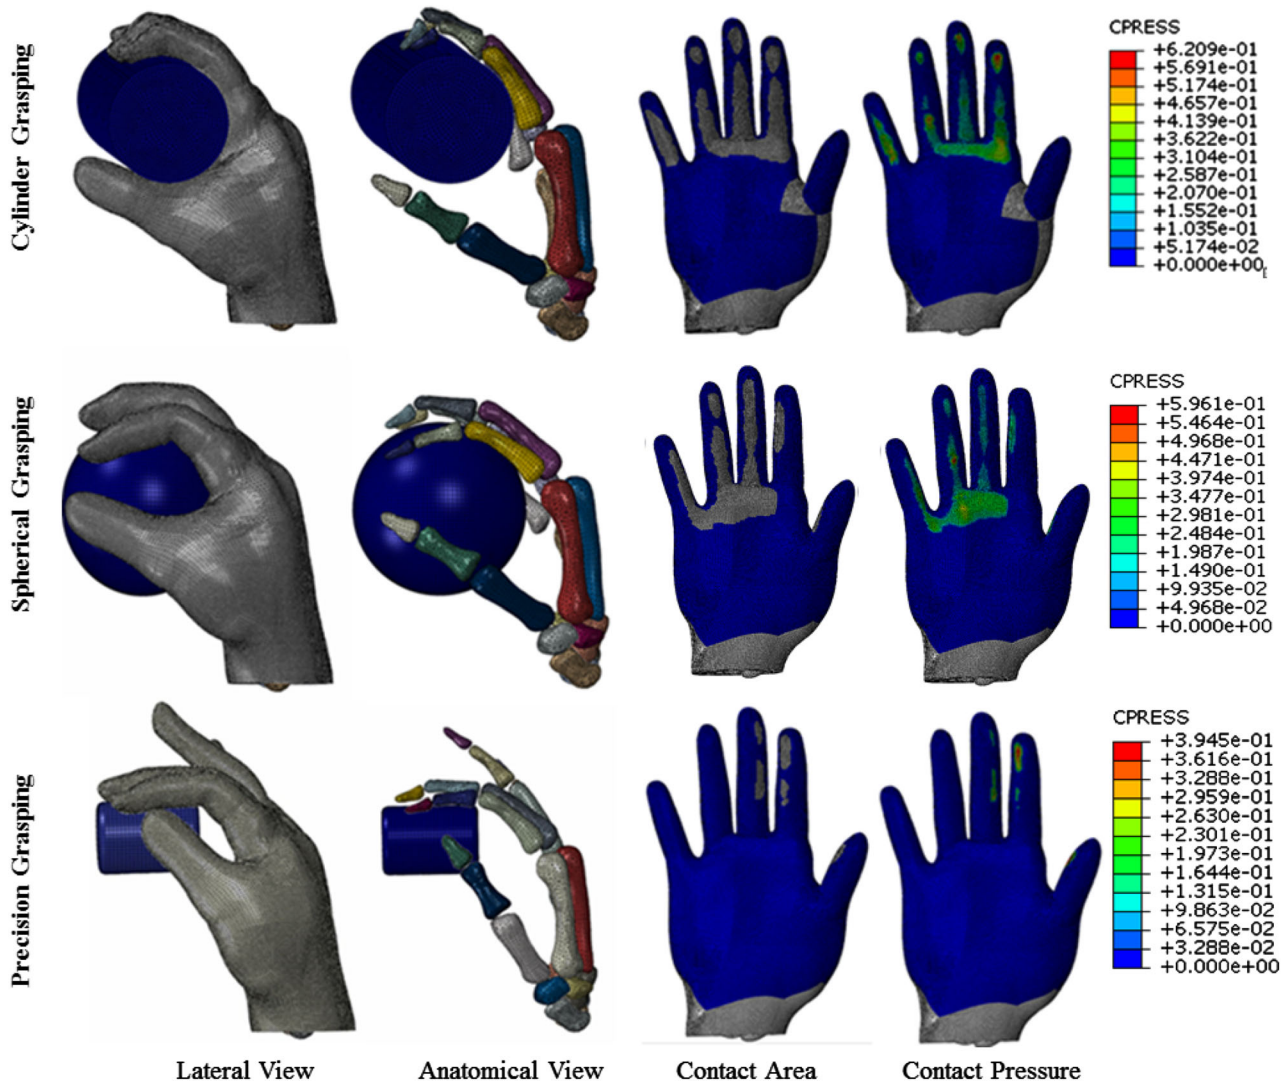 Cylinder Grasping
CPRESS
+6.209e-01
+5.691e-01
+5.174e-01
+4.657e-01
+4.139e-01
+3.622e-01
+3.104e-01
+2.587e-01
+2.070e-01
+1.552e-01
+1.035e-01
+5.174e-02
+0.000e+00
Spherical Grasping
CPRESS
+5.961e-01
+5.464e-01
+4.968e-01
+4.471e-01
+3.974e-01
+3.477e-01
+2.981e-01
+2.484e-01
+1.987e-01
+1.490e-01
+9.935e-02
+4.968e-02
+0.000e+00
Precision Grasping
CPRESS
+3.945e-01
+3.616e-01
+3.288e-01
+2.959e-01
+2.630e-01
+2.301e-01
+1.973e-01
+1.644e-01
+1.315e-01
+9.863e-02
+6.575e-02
+3.288e-02
+0.000e+00
Lateral View
Anatomical View
Contact Area
Contact Pressure